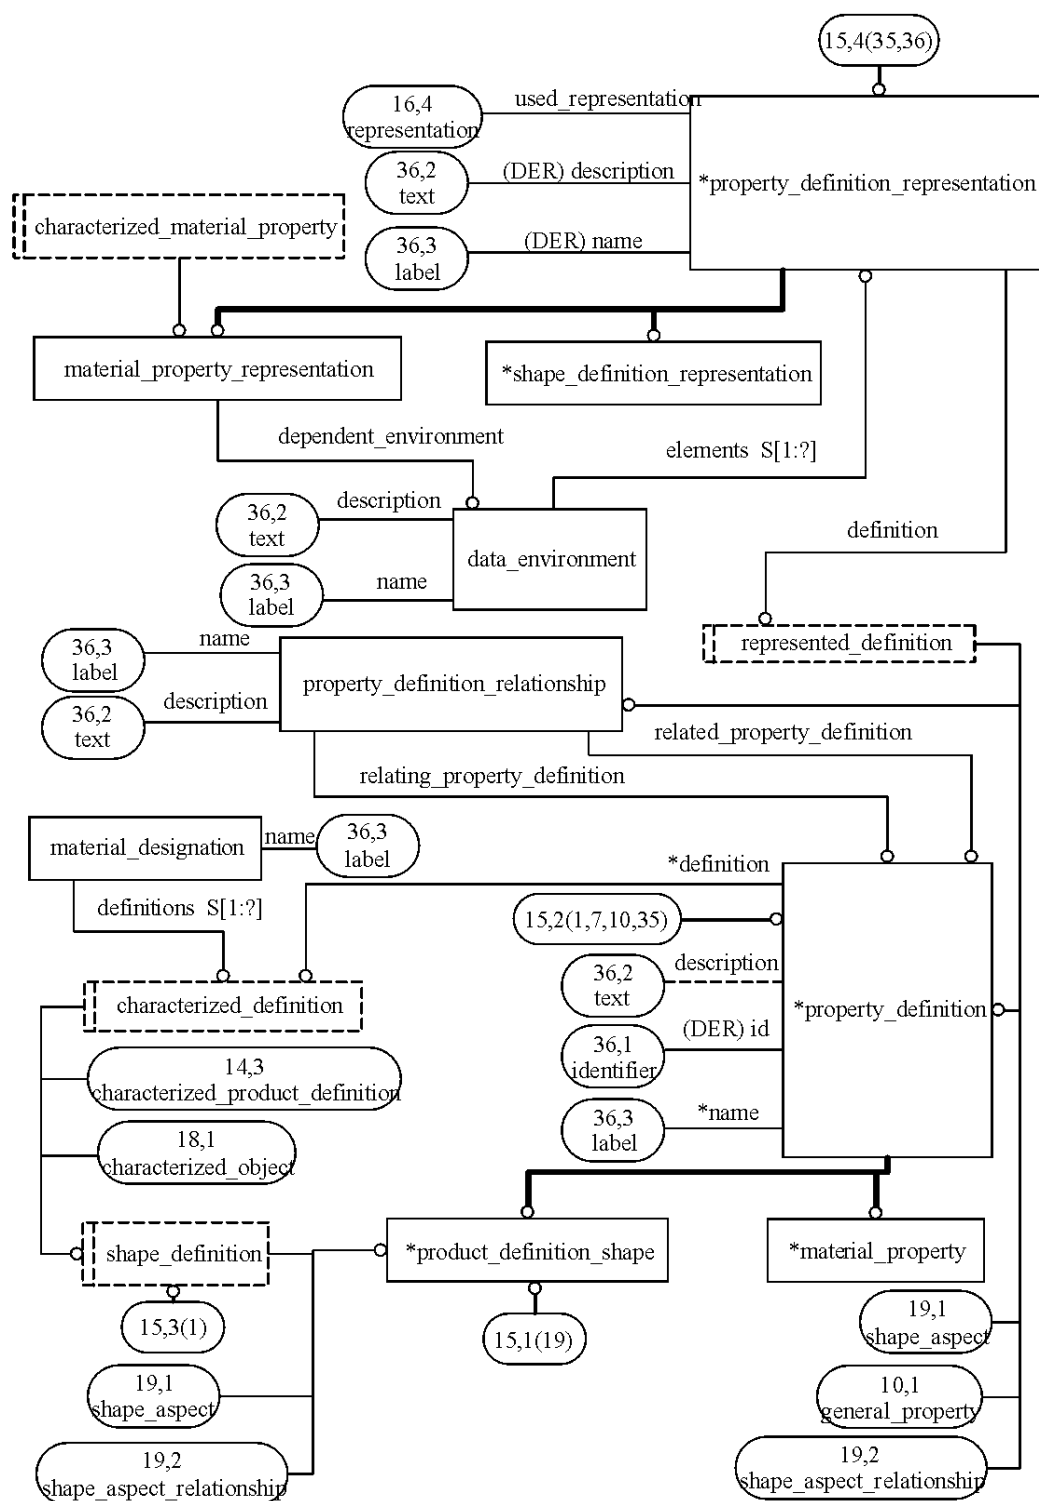 15,4(35,36)
16,4
representation
used_representation
36,2
text
(DER) description
*property_definition_representation
characterized_material_property
36,3
label
(DER) name
material_property_representation
*shape_definition_representation
dependent_environment
elements S[1:?]
36,2
text
description
data_environment
definition
36,3
label
name
36,3
label
name
property_definition_relationship
represented_definition
36,2
text
description
related_property_definition
relating_property_definition
material_designation
name
36,3
label
*definition
definitions S[1:?]
15,2(1,7,10,35)
36,2
text
description
characterized_definition
*property_definition
36,1
identifier
(DER) id
14,3
characterized_product_definition
36,3
label
*name
18,1
characterized_object
shape_definition
*product_definition_shape
*material_property
15,3(1)
15,1(19)
19,1
shape_aspect
19,1
shape_aspect
10,1
general_property
19,2
shape_aspect_relationship
19,2
shape_aspect_relationship